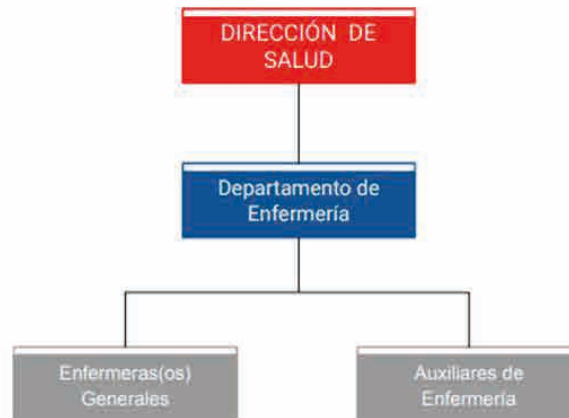 DIRECCIÓN DE
SALUD
Departamento de
Enfermería
Enfermeras(os)
Generales
Auxiliares de
Enfermería